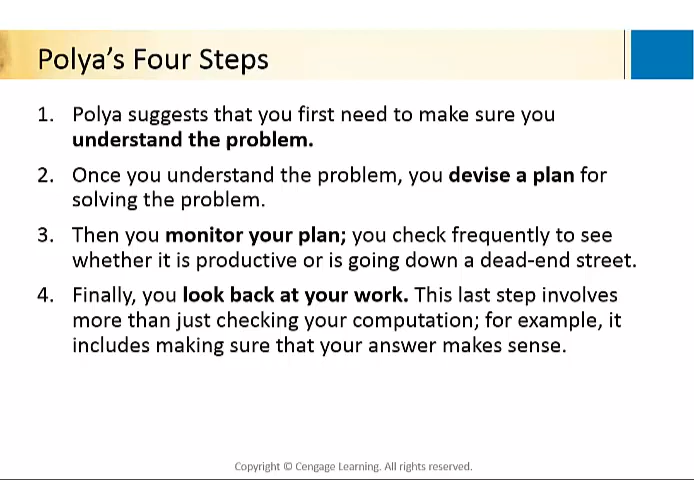 Polya’s Four Steps
1. Polya suggests that you first need to make sure you
understand the problem.
2. Once you understand the problem, you devise a plan for
solving the problem.
3. Then you monitor your plan; you check frequently to see
whether it is productive or is going down a dead-end street.
4. Finally, you look back at your work. This last step involves
more than just checking your computation; for example, it
includes making sure that your answer makes sense.
Copyright © Cengage Learning. All rights reserved.